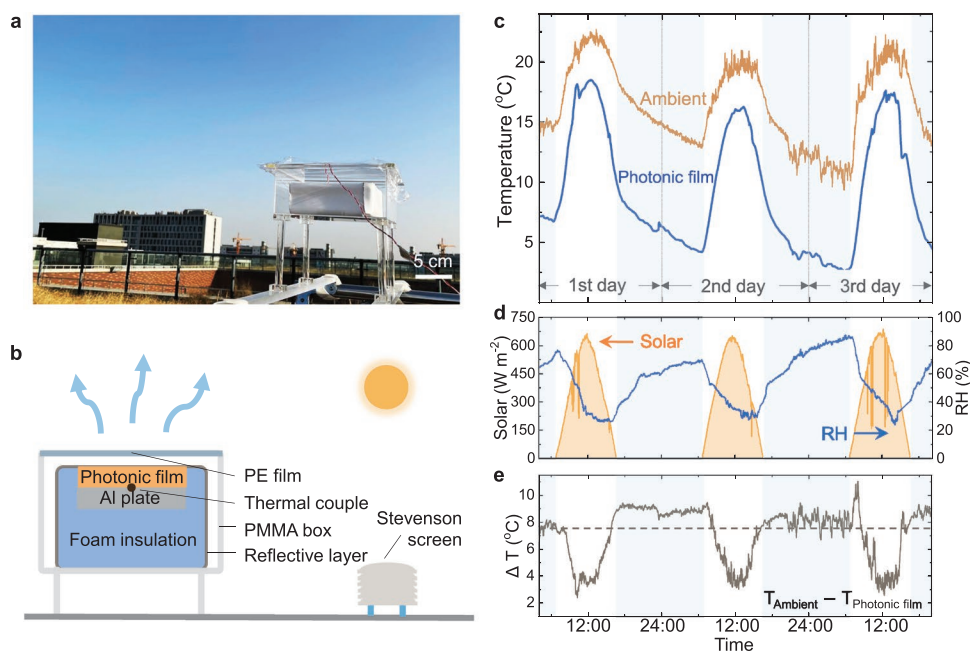 a
5 cm
b
PE film
Photonic film
Thermal couple
Al plate
PMMA box
Foam insulation
Reflective layer
Stevenson
screen
c
Temperature (°C)
20
15
10
5
Ambient
Photonic film
1st day
2nd day
3rd day
d
Solar (W m⁻²)
750
600
450
300
150
0
Solar
RH
100
80
60
40
20
0
RH (%)
e
Δ T (°C)
10
8
6
4
2
T_Ambient − T_Photonic film
12:00
24:00
12:00
24:00
12:00
Time